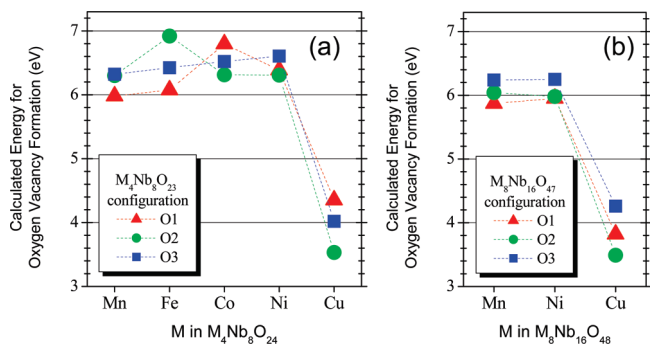 (a)
Calculated Energy for
Oxygen Vacancy Formation (eV)
7
6
5
4
3
M₄Nb₈O₂₃
configuration
O1
O2
O3
Mn Fe Co Ni Cu
M in M₄Nb₈O₂₄
(b)
Calculated Energy for
Oxygen Vacancy Formation (eV)
7
6
5
4
3
M₈Nb₁₆O₄₇
configuration
O1
O2
O3
Mn Ni Cu
M in M₈Nb₁₆O₄₈